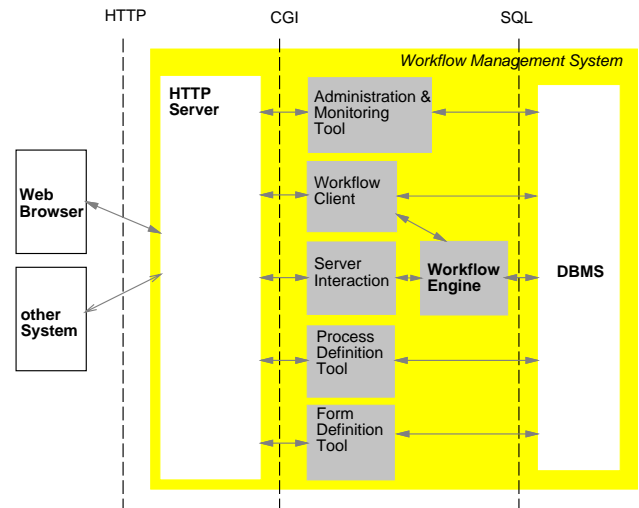 HTTP
CGI
SQL
Workflow Management System
HTTP
Server
Administration &
Monitoring
Tool
Web
Browser
Workflow
Client
Server
Interaction
Workflow
Engine
DBMS
other
System
Process
Definition
Tool
Form
Definition
Tool